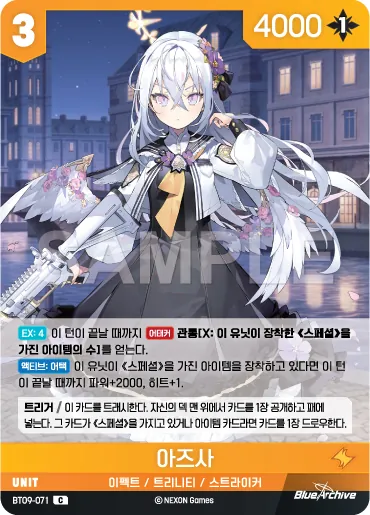 3
4000 1
SAMPLE
EX: 4 이 턴이 끝날 때까지 어태커 관통[X: 이 유닛이 장착한 《스페셜》을
가진 아이템의 수]를 얻는다.
액티브: 어택 이 유닛이 《스페셜》을 가진 아이템을 장착하고 있다면 이 턴
이 끝날 때까지 파워+2000, 히트+1.
트리거 / 이 카드를 트래시한다. 자신의 덱 맨 위에서 카드를 1장 공개하고 패에
넣는다. 그 카드가 《스페셜》을 가지고 있거나 아이템 카드라면 카드를 1장 드로우한다.
아즈사
UNIT
이펙트 / 트리니티 / 스트라이커
BT09-071 C
ⓒ NEXON Games
BlueArchive